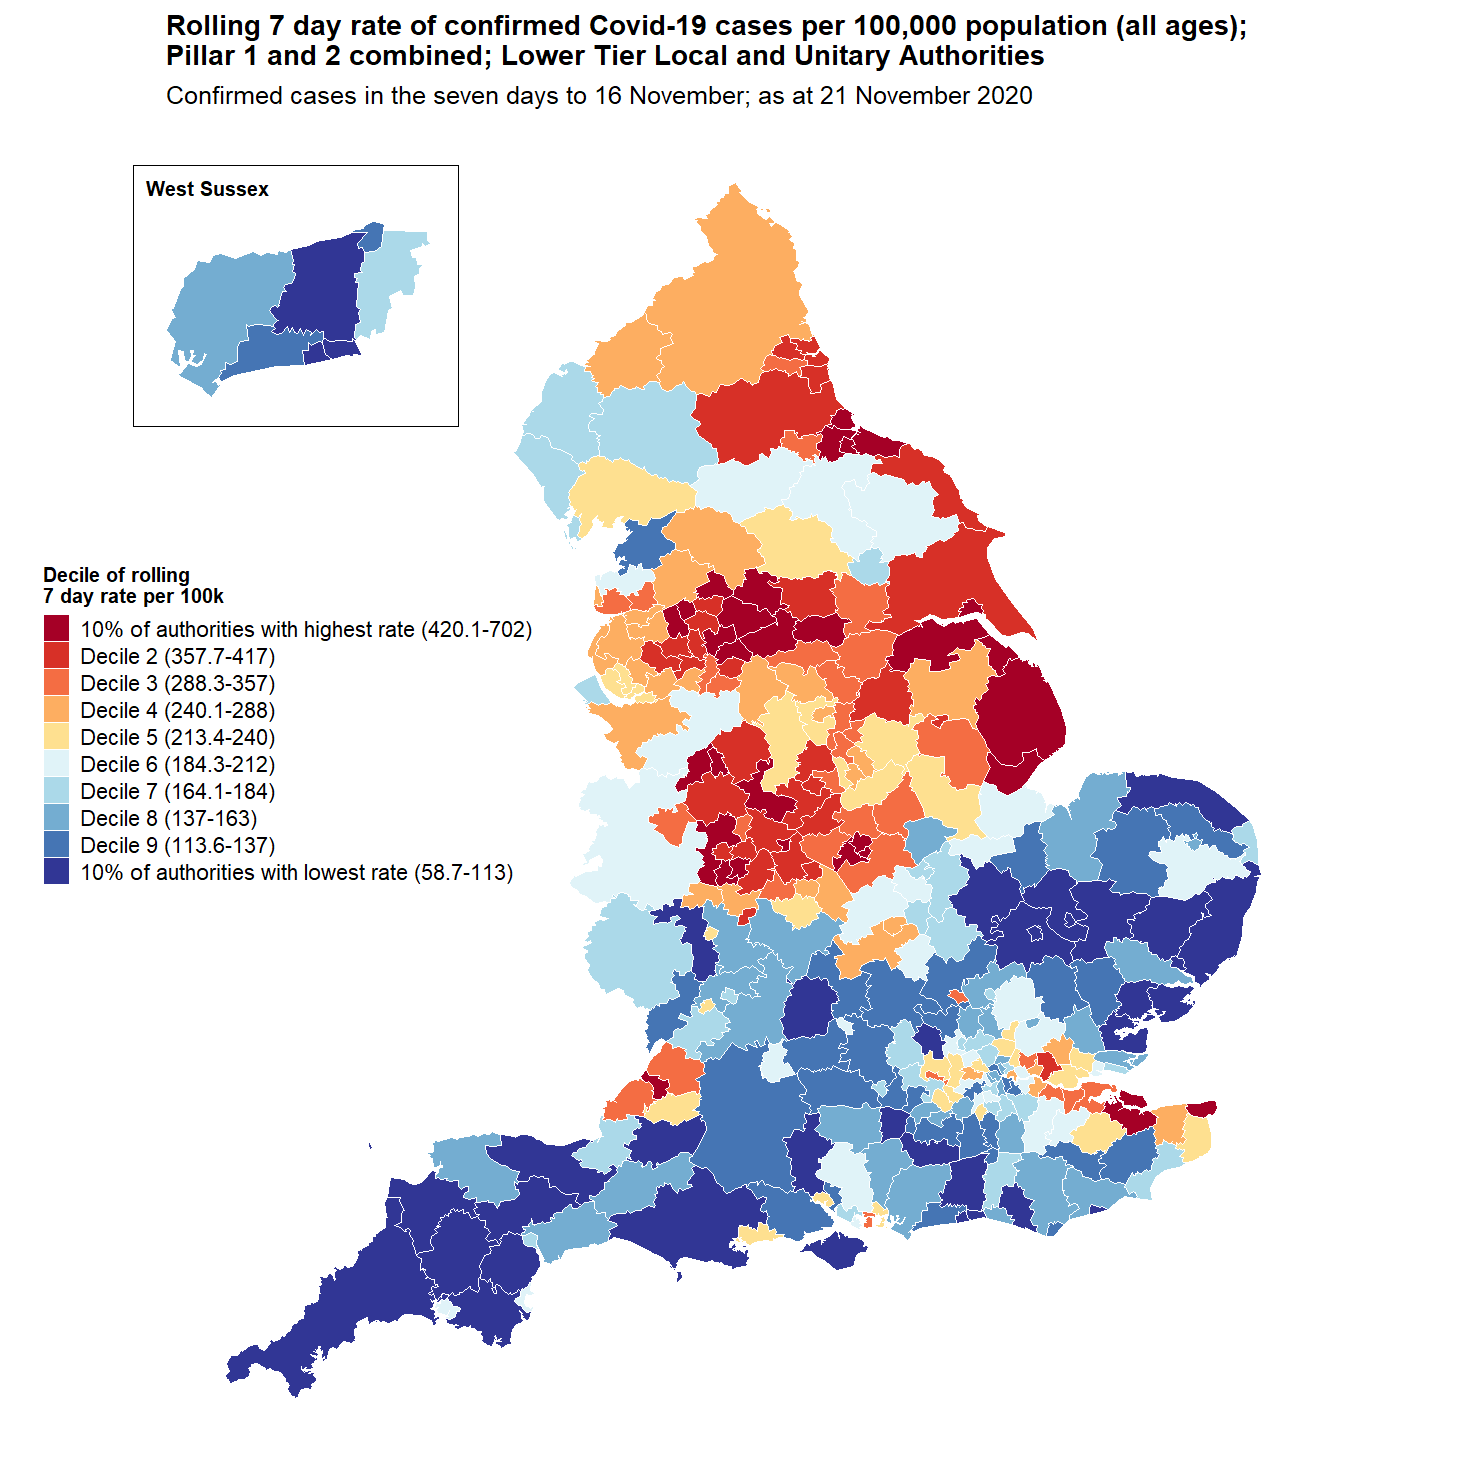 Rolling 7 day rate of confirmed Covid-19 cases per 100,000 population (all ages);
Pillar 1 and 2 combined; Lower Tier Local and Unitary Authorities
Confirmed cases in the seven days to 16 November; as at 21 November 2020
West Sussex
Decile of rolling
7 day rate per 100k
10% of authorities with highest rate (420.1-702)
Decile 2 (357.7-417)
Decile 3 (288.3-357)
Decile 4 (240.1-288)
Decile 5 (213.4-240)
Decile 6 (184.3-212)
Decile 7 (164.1-184)
Decile 8 (137-163)
Decile 9 (113.6-137)
10% of authorities with lowest rate (58.7-113)